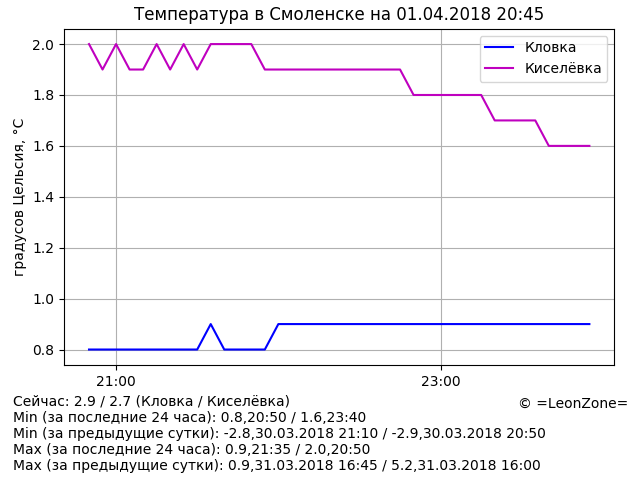 Температура в Смоленске на 01.04.2018 20:45
градусов Цельсия, °C
2.0
1.8
1.6
1.4
1.2
1.0
0.8
Кловка
Киселёвка
21:00
23:00
Сейчас: 2.9 / 2.7 (Кловка / Киселёвка)
© =LeonZone=
Min (за последние 24 часа): 0.8,20:50 / 1.6,23:40
Min (за предыдущие сутки): -2.8,30.03.2018 21:10 / -2.9,30.03.2018 20:50
Max (за последние 24 часа): 0.9,21:35 / 2.0,20:50
Max (за предыдущие сутки): 0.9,31.03.2018 16:45 / 5.2,31.03.2018 16:00